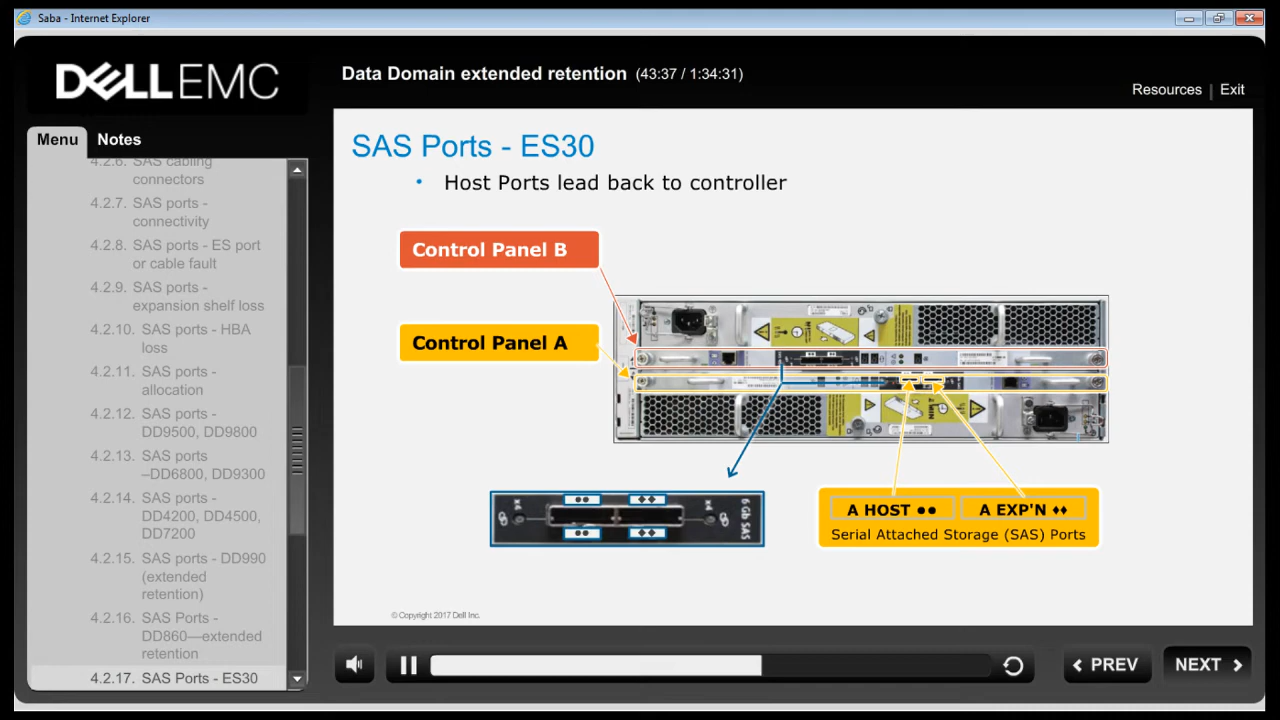 Saba - Internet Explorer
DELLEMC
Data Domain extended retention (43:37 / 1:34:31)
Resources | Exit
Menu
Notes
4.2.6. SAS cabling
connectors
4.2.7. SAS ports -
connectivity
4.2.8. SAS ports - ES port
or cable fault
4.2.9. SAS ports -
expansion shelf loss
4.2.10. SAS ports - HBA
loss
4.2.11. SAS ports -
allocation
4.2.12. SAS ports -
DD9500, DD9800
4.2.13. SAS ports
–DD6800, DD9300
4.2.14. SAS ports -
DD4200, DD4500,
DD7200
4.2.15. SAS ports - DD990
(extended
retention)
4.2.16. SAS Ports -
DD860—extended
retention
4.2.17. SAS Ports - ES30
SAS Ports - ES30
• Host Ports lead back to controller
Control Panel B
Control Panel A
x4
x4
6 Gb SAS
A HOST ●●
A EXP'N ♦♦
Serial Attached Storage (SAS) Ports
© Copyright 2017 Dell Inc.
PREV
NEXT